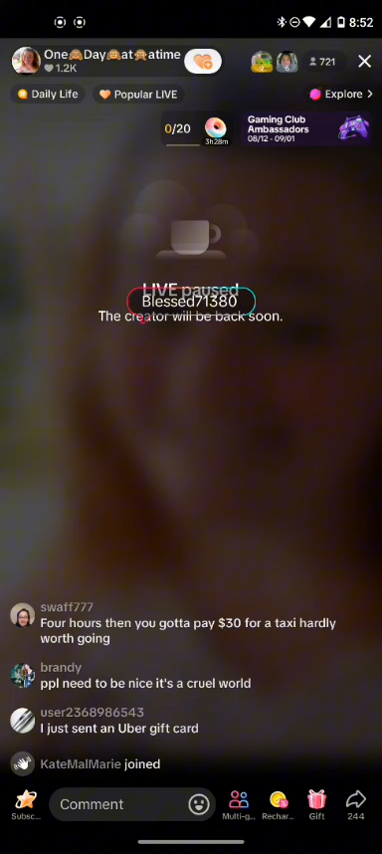 8:52
One🙈Day🙉at🙊atime
1.2K
721
Daily Life
Popular LIVE
Explore >
0/20
3h28m
Gaming Club
Ambassadors
08/12 - 09/01
LIVE paused
Blessed71380
The creator will be back soon.
swaff777
Four hours then you gotta pay $30 for a taxi hardly
worth going
brandy
ppl need to be nice it's a cruel world
user2368986543
I just sent an Uber gift card
KateMalMarie joined
Comment
Subsc...
Multi-g...
Rechar...
Gift
244